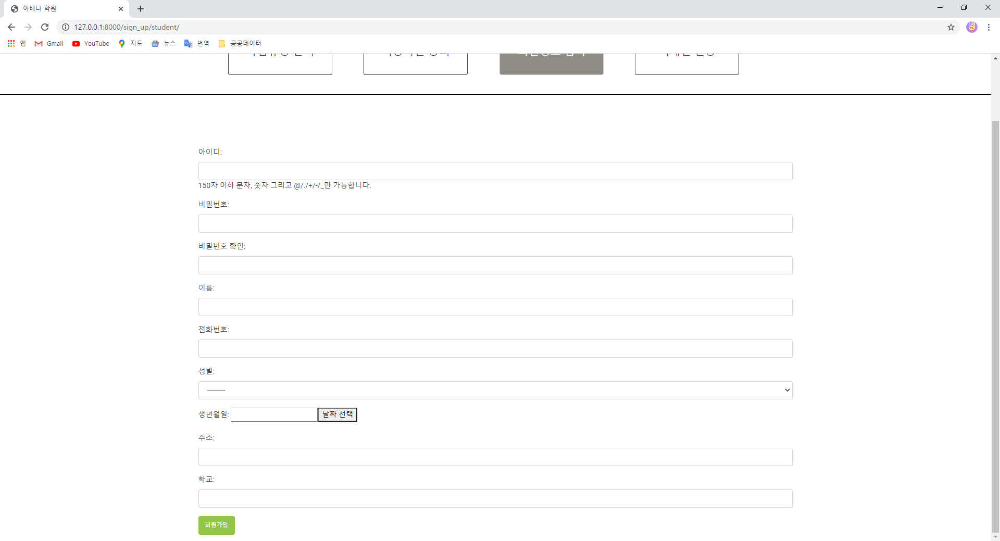 아테나 학원
127.0.0.1:8000/sign_up/student/
앱 Gmail YouTube 지도 뉴스 번역 공공데이터
아이디:
150자 이하 문자, 숫자 그리고 @/./+/-/_만 가능합니다.
비밀번호:
비밀번호 확인:
이름:
전화번호:
성별:
---------
생년월일: 날짜 선택
주소:
학교:
회원가입